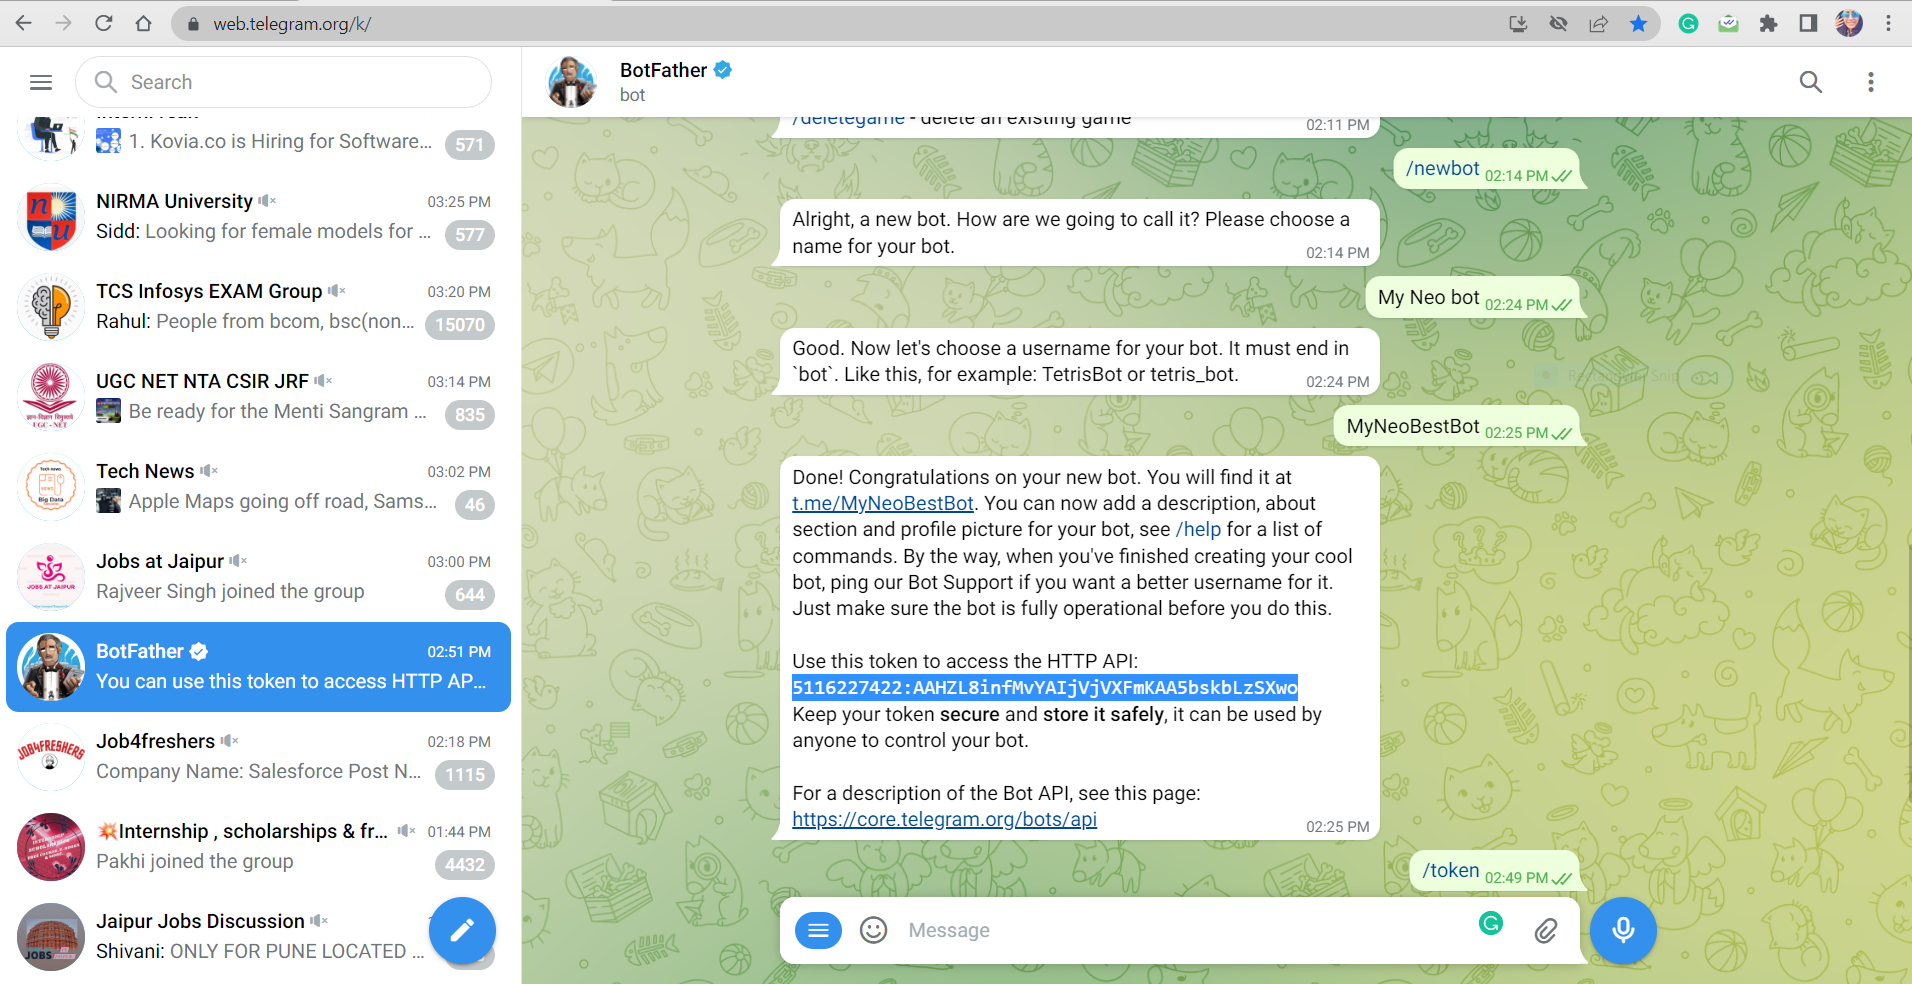 web.telegram.org/k/
Search
1. Kovia.co is Hiring for Software...
571
NIRMA University
03:25 PM
Sidd: Looking for female models for ...
577
TCS Infosys EXAM Group
03:20 PM
Rahul: People from bcom, bsc(non...
15070
UGC NET NTA CSIR JRF
03:14 PM
Be ready for the Menti Sangram ...
835
UGC - NET
Tech News
03:02 PM
Apple Maps going off road, Sams...
46
Tech news
Big Data
Jobs at Jaipur
03:00 PM
Rajveer Singh joined the group
644
JOBS AT JAIPUR
BotFather
02:51 PM
You can use this token to access HTTP AP...
Job4freshers
02:18 PM
Company Name: Salesforce Post N...
1115
JOB4FRESHERS
💥Internship , scholarships & fr...
01:44 PM
Pakhi joined the group
4432
Jaipur Jobs Discussion
Shivani: ONLY FOR PUNE LOCATED ...
JOBS
BotFather
bot
/deletegame - delete an existing game
02:11 PM
/newbot
02:14 PM
Alright, a new bot. How are we going to call it? Please choose a
name for your bot.
02:14 PM
My Neo bot
02:24 PM
Good. Now let's choose a username for your bot. It must end in
`bot`. Like this, for example: TetrisBot or tetris_bot.
02:24 PM
Rectangular Snip
MyNeoBestBot
02:25 PM
Done! Congratulations on your new bot. You will find it at
t.me/MyNeoBestBot. You can now add a description, about
section and profile picture for your bot, see /help for a list of
commands. By the way, when you've finished creating your cool
bot, ping our Bot Support if you want a better username for it.
Just make sure the bot is fully operational before you do this.
Use this token to access the HTTP API:
5116227422:AAHZL8infMvYAIjVjVXFmKAA5bskbLzSXwo
Keep your token secure and store it safely, it can be used by
anyone to control your bot.
For a description of the Bot API, see this page:
https://core.telegram.org/bots/api
02:25 PM
/token
02:49 PM
Message